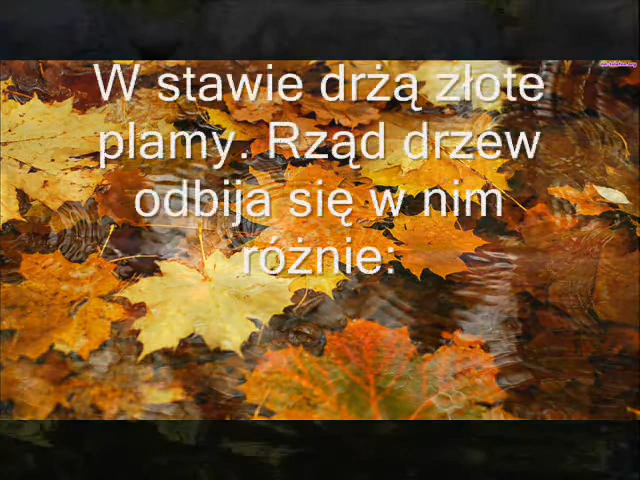 W stawie drżą złote
plamy. Rząd drzew
odbija się w nim
różnie: